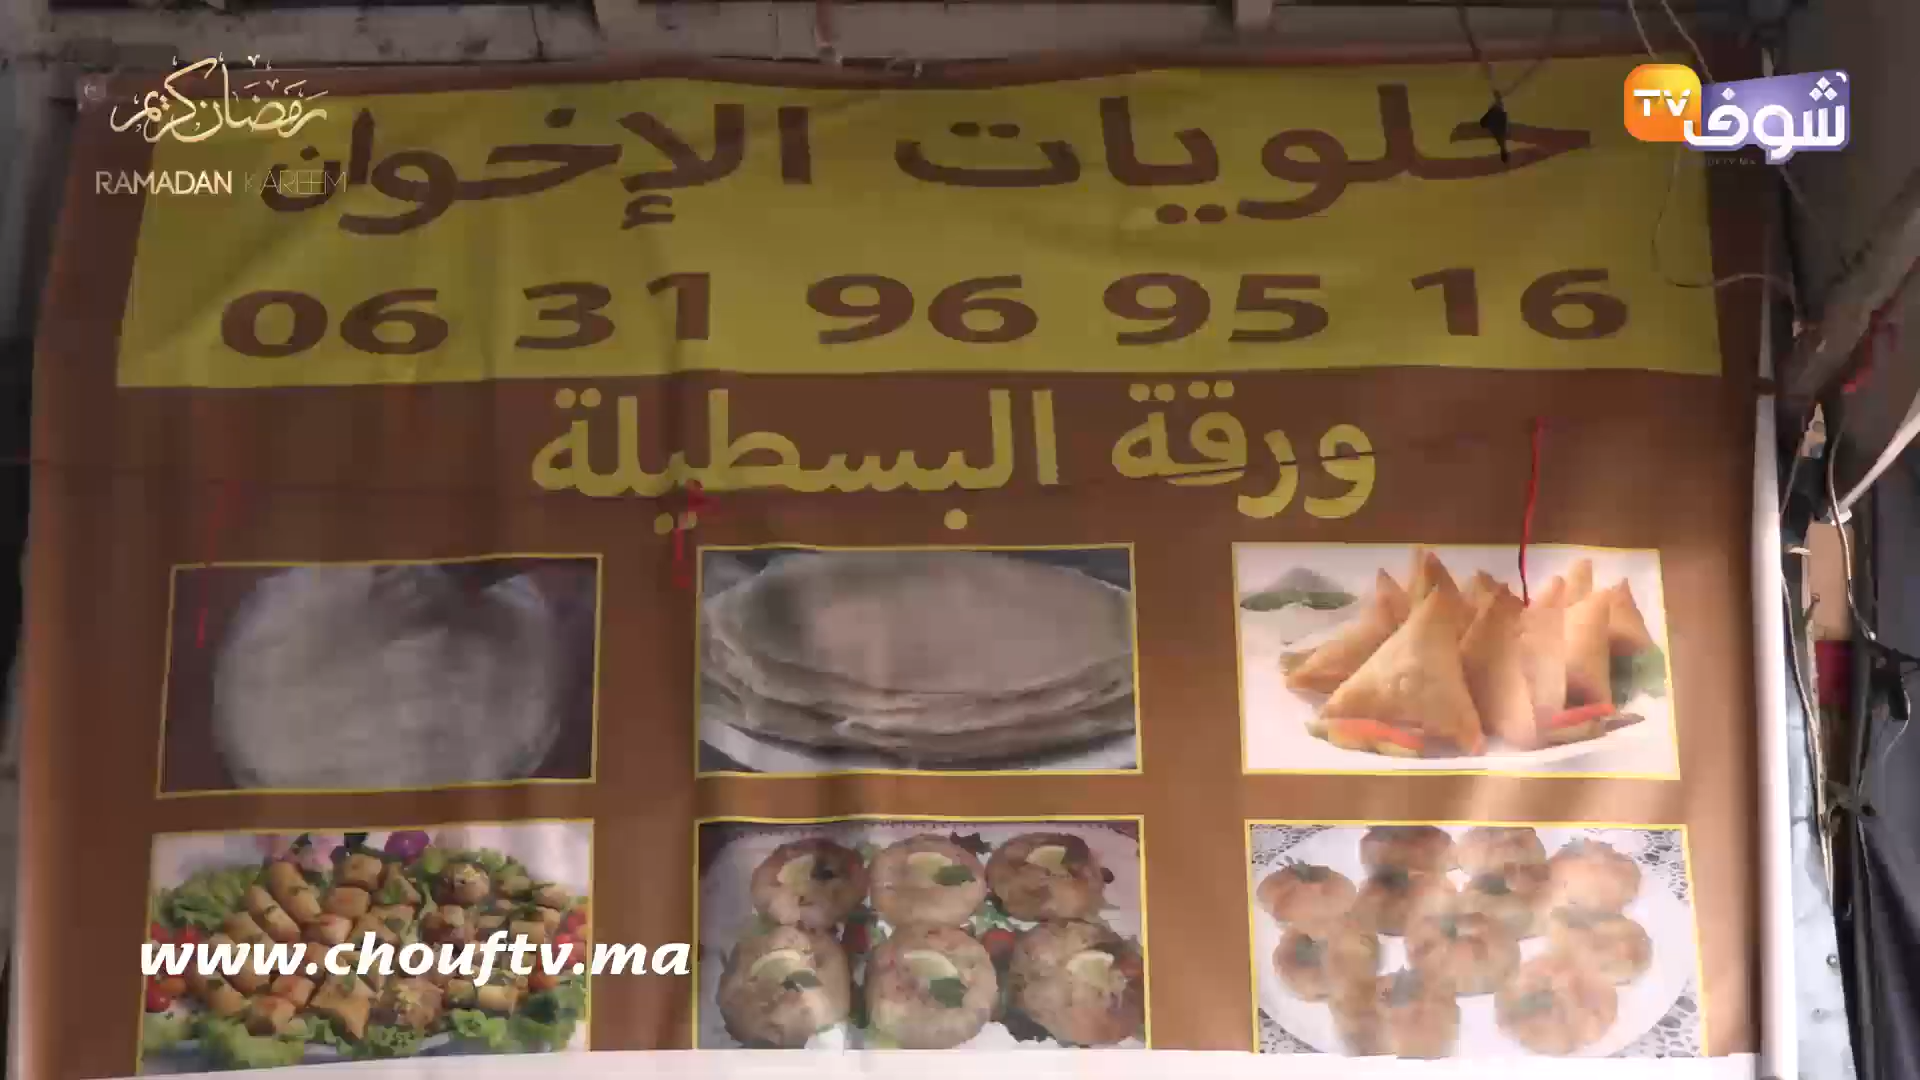 رمضان كريم
RAMADAN KAREEM
TV شوف
حلويات الإخوان
06 31 96 95 16
ورقة البسطيلة
www.chouftv.ma